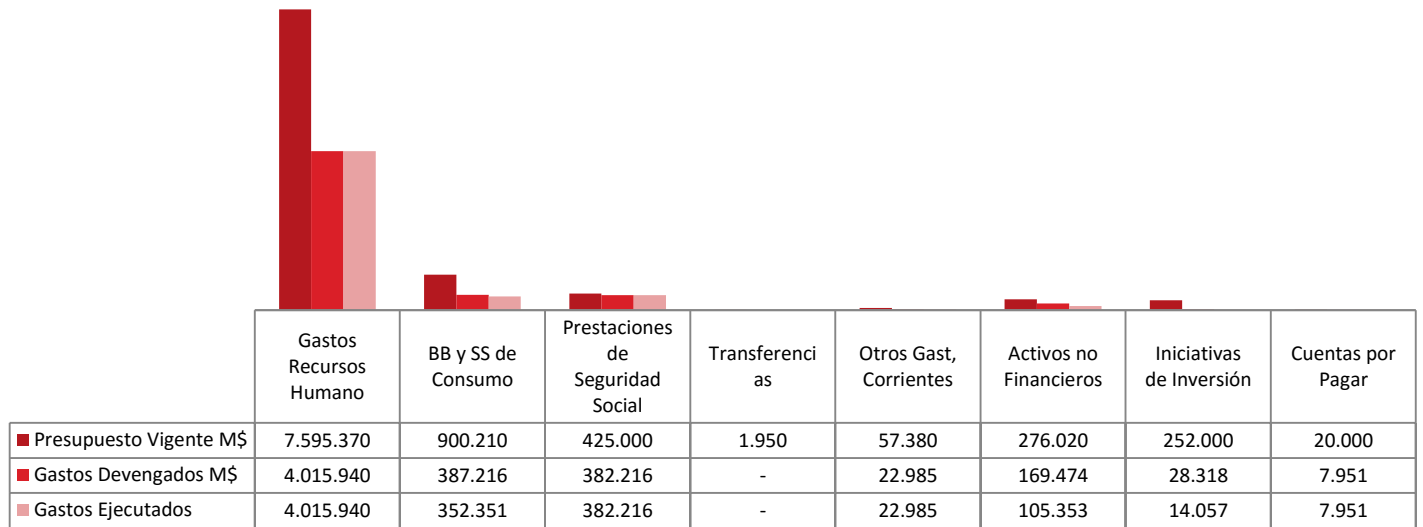 Gastos
Recursos
Humano
BB y SS de
Consumo
Prestaciones
de
Seguridad
Social
Transferenci
as
Otros Gast,
Corrientes
Activos no
Financieros
Iniciativas
de Inversión
Cuentas por
Pagar
Presupuesto Vigente M$ 7.595.370 900.210 425.000 1.950 57.380 276.020 252.000 20.000
Gastos Devengados M$ 4.015.940 387.216 382.216 - 22.985 169.474 28.318 7.951
Gastos Ejecutados 4.015.940 352.351 382.216 - 22.985 105.353 14.057 7.951